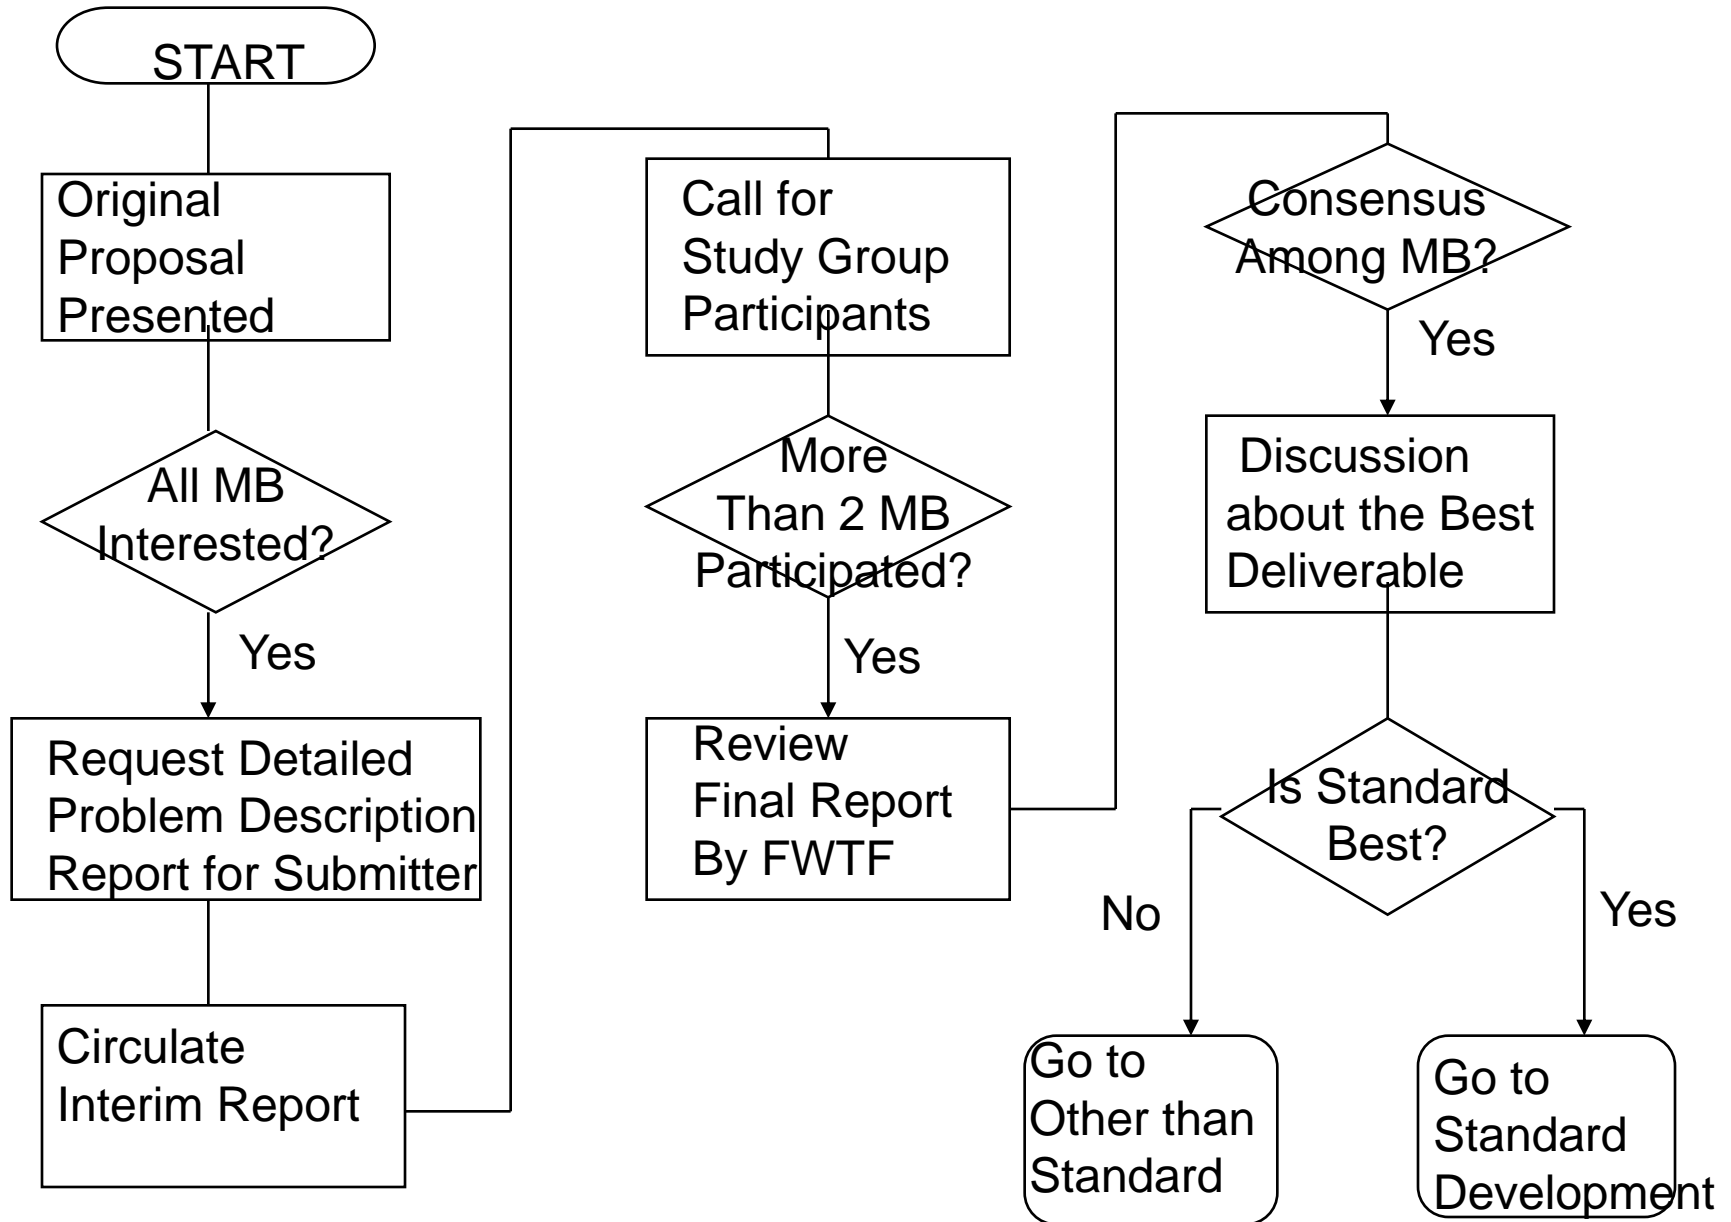 START
Original
Proposal
Presented
All MB
Interested?
Yes
Request Detailed
Problem Description
Report for Submitter
Circulate
Interim Report
Call for
Study Group
Participants
More
Than 2 MB
Participated?
Yes
Review
Final Report
By FWTF
Consensus
Among MB?
Yes
Discussion
about the Best
Deliverable
Is Standard
Best?
No
Yes
Go to
Other than
Standard
Go to
Standard
Development